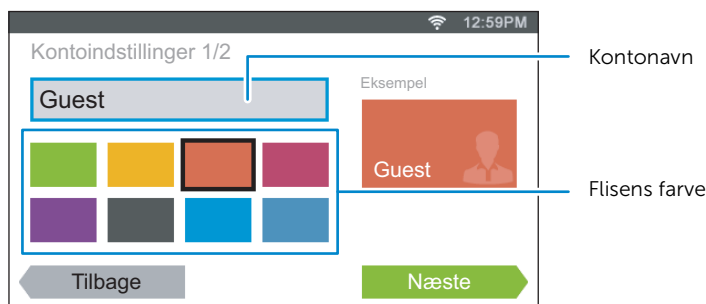 12:59PM
Kontoindstillinger 1/2
Kontonavn
Guest
Eksempel
Guest
Flisens farve
Tilbage
Næste